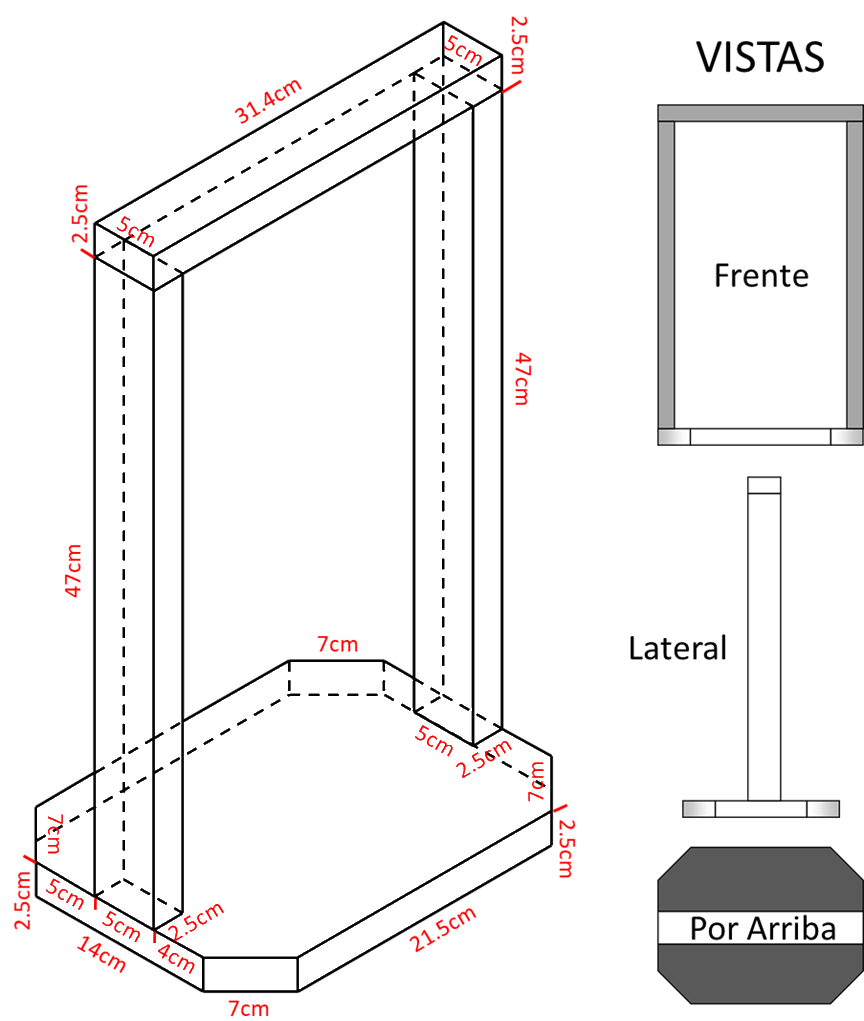 VISTAS
31.4cm
5cm
2.5cm
2.5cm
5cm
Frente
47cm
47cm
Lateral
7cm
5cm
2.5cm
7cm
7cm
2.5cm
5cm
5cm
2.5cm
4cm
2.5cm
14cm
21.5cm
7cm
Por Arriba